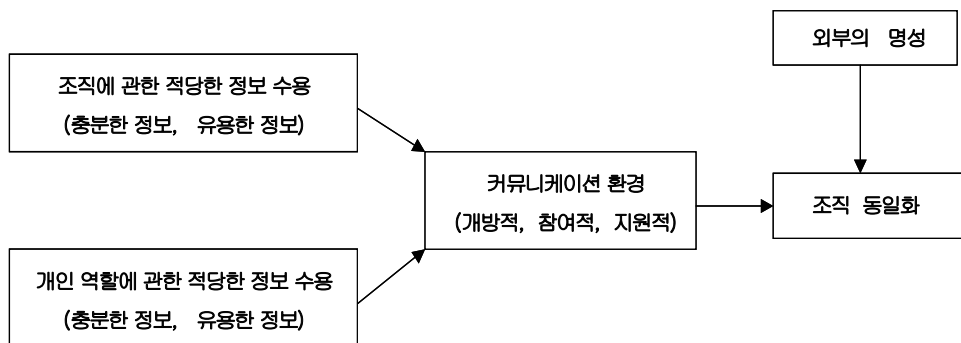 외부의 명성
조직에 관한 적당한 정보 수용
(충분한 정보, 유용한 정보)
커뮤니케이션 환경
(개방적, 참여적, 지원적)
조직 동일화
개인 역할에 관한 적당한 정보 수용
(충분한 정보, 유용한 정보)